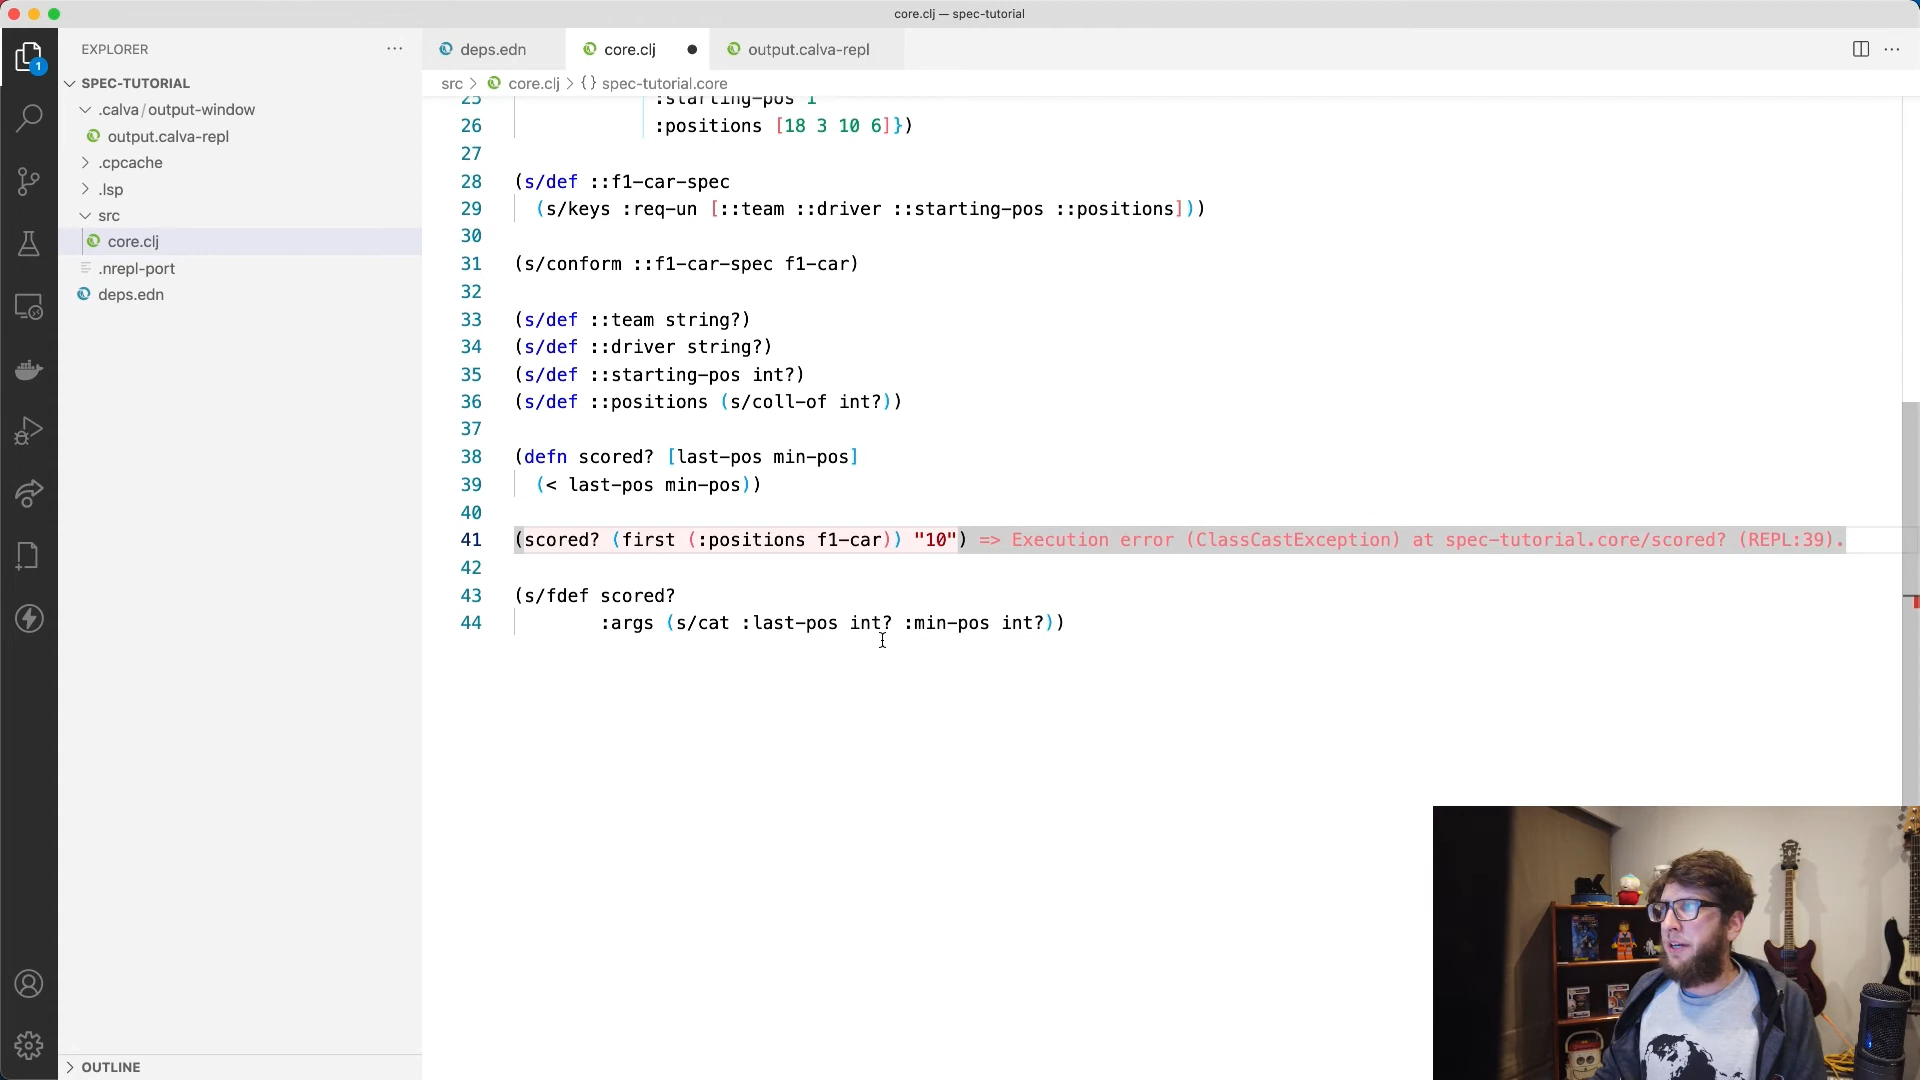 core.clj — spec-tutorial
EXPLORER
deps.edn
core.clj
output.calva-repl
1
SPEC-TUTORIAL
.calva/output-window
output.calva-repl
.cpcache
.lsp
src
core.clj
.nrepl-port
deps.edn
OUTLINE
src > core.clj > {} spec-tutorial.core
25 :starting-pos 1
26 :positions [18 3 10 6]})
27
28 (s/def ::f1-car-spec
29 (s/keys :req-un [::team ::driver ::starting-pos ::positions]))
30
31 (s/conform ::f1-car-spec f1-car)
32
33 (s/def ::team string?)
34 (s/def ::driver string?)
35 (s/def ::starting-pos int?)
36 (s/def ::positions (s/coll-of int?))
37
38 (defn scored? [last-pos min-pos]
39 (< last-pos min-pos))
40
41 (scored? (first (:positions f1-car)) "10") => Execution error (ClassCastException) at spec-tutorial.core/scored? (REPL:39).
42
43 (s/fdef scored?
44 :args (s/cat :last-pos int? :min-pos int?))